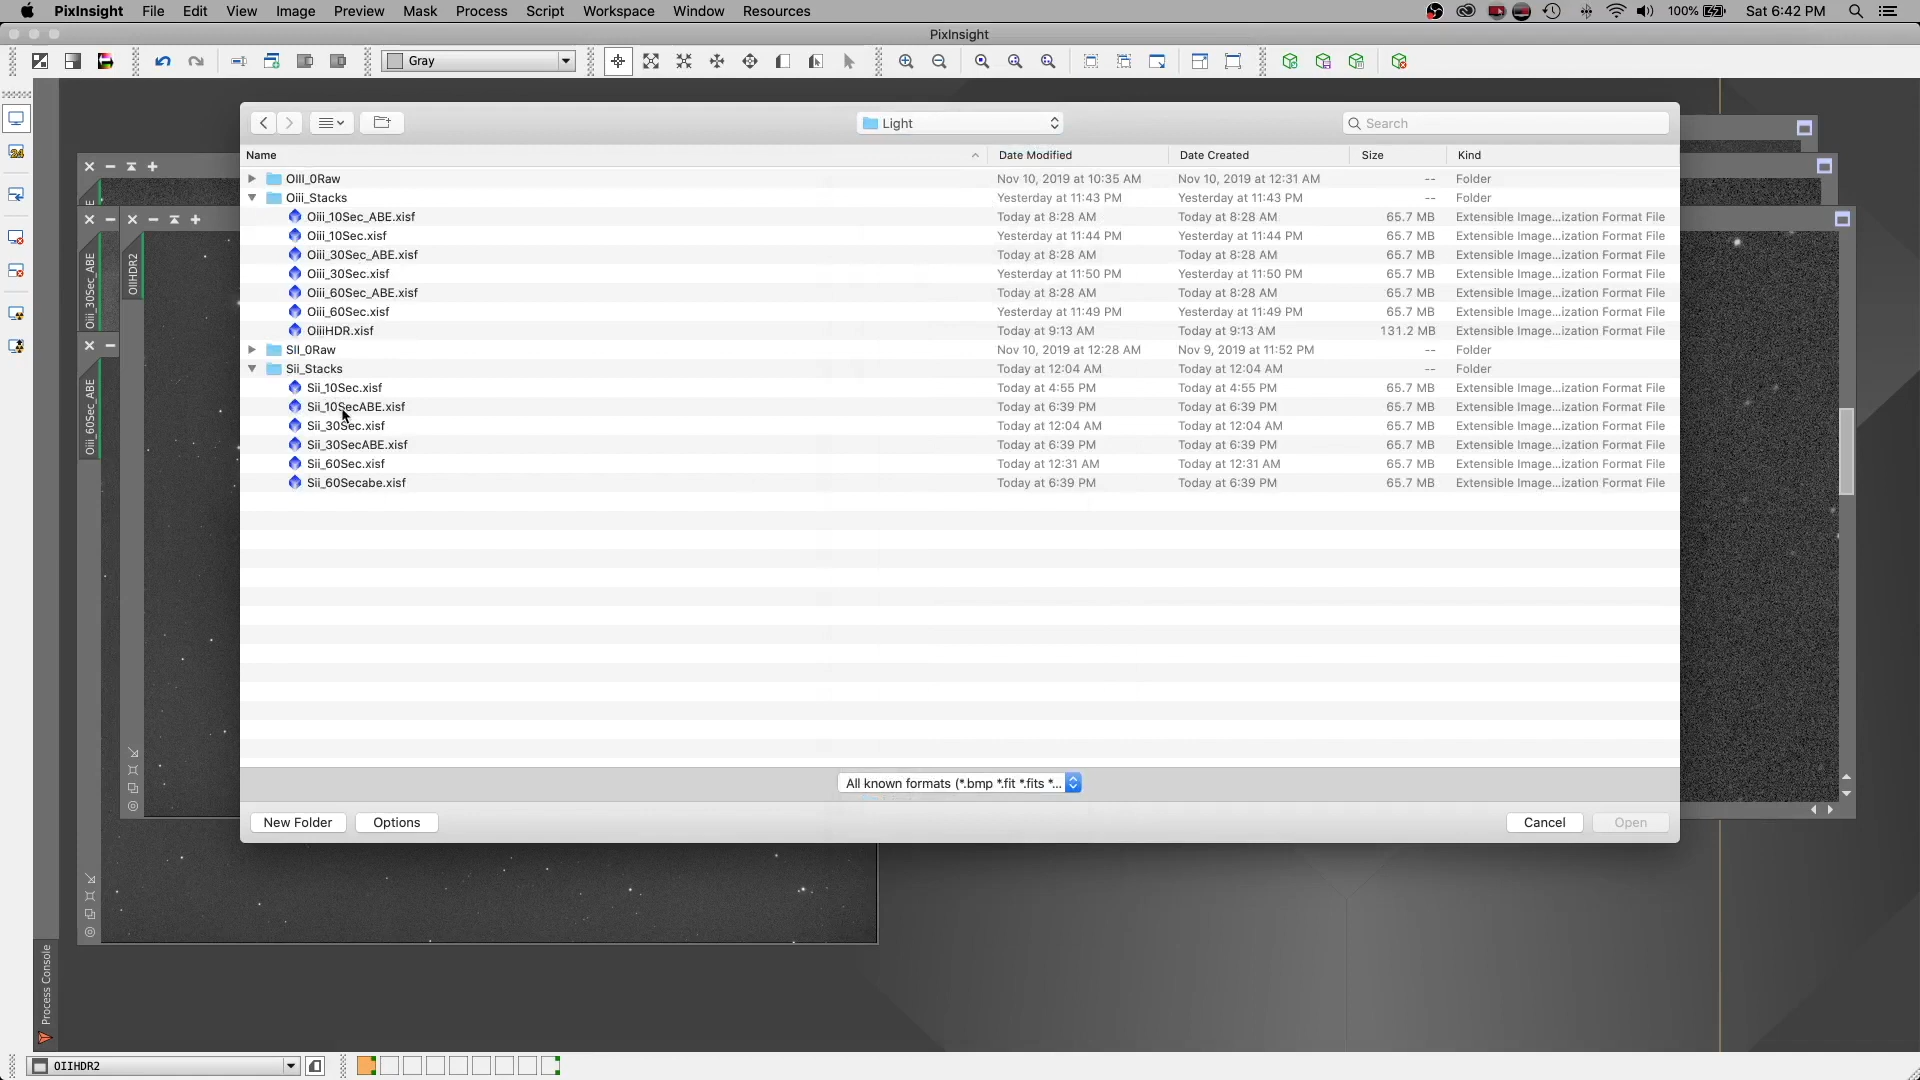 PixInsight File Edit View Image Preview Mask Process Script Workspace Window Resources 100% Sat 6:42 PM
PixInsight
Gray
Light
Search
Name Date Modified Date Created Size Kind
OIII_0Raw Nov 10, 2019 at 10:35 AM Nov 10, 2019 at 12:31 AM -- Folder
Oiii_Stacks Yesterday at 11:43 PM Yesterday at 11:43 PM -- Folder
Oiii_10Sec_ABE.xisf Today at 8:28 AM Today at 8:28 AM 65.7 MB Extensible Image...ization Format File
Oiii_10Sec.xisf Yesterday at 11:44 PM Yesterday at 11:44 PM 65.7 MB Extensible Image...ization Format File
Oiii_30Sec_ABE.xisf Today at 8:28 AM Today at 8:28 AM 65.7 MB Extensible Image...ization Format File
Oiii_30Sec.xisf Yesterday at 11:50 PM Yesterday at 11:50 PM 65.7 MB Extensible Image...ization Format File
Oiii_60Sec_ABE.xisf Today at 8:28 AM Today at 8:28 AM 65.7 MB Extensible Image...ization Format File
Oiii_60Sec.xisf Yesterday at 11:49 PM Yesterday at 11:49 PM 65.7 MB Extensible Image...ization Format File
OiiiHDR.xisf Today at 9:13 AM Today at 9:13 AM 131.2 MB Extensible Image...ization Format File
SII_0Raw Nov 10, 2019 at 12:28 AM Nov 9, 2019 at 11:52 PM -- Folder
Sii_Stacks Today at 12:04 AM Today at 12:04 AM -- Folder
Sii_10Sec.xisf Today at 4:55 PM Today at 4:55 PM 65.7 MB Extensible Image...ization Format File
Sii_10SecABE.xisf Today at 6:39 PM Today at 6:39 PM 65.7 MB Extensible Image...ization Format File
Sii_30Sec.xisf Today at 12:04 AM Today at 12:04 AM 65.7 MB Extensible Image...ization Format File
Sii_30SecABE.xisf Today at 6:39 PM Today at 6:39 PM 65.7 MB Extensible Image...ization Format File
Sii_60Sec.xisf Today at 12:31 AM Today at 12:31 AM 65.7 MB Extensible Image...ization Format File
Sii_60Secabe.xisf Today at 6:39 PM Today at 6:39 PM 65.7 MB Extensible Image...ization Format File
All known formats (*.bmp *.fit *.fits *...
New Folder Options Cancel Open
Oiii_30Sec_ABE
OIIHDR2
Oiii_60Sec_ABE
Process Console
OIIHDR2